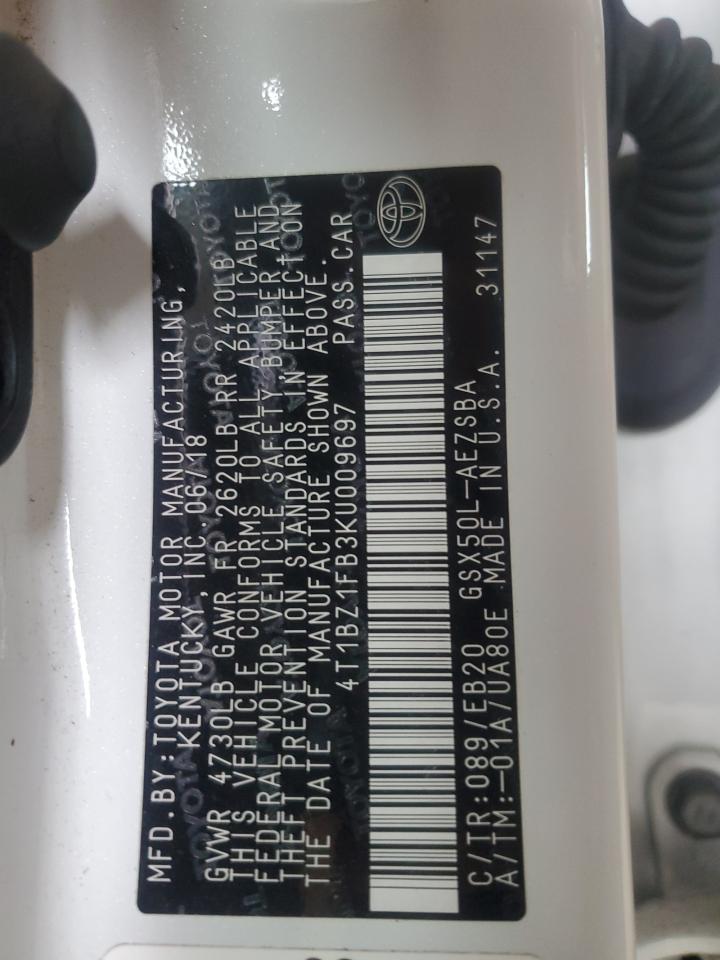 MFD.BY:TOYOTA MOTOR MANUFACTURING,
KENTUCKY,INC.06/18
GVWR 4730LB GAWR FR 2620LB RR 2420LB
THIS VEHICLE CONFORMS TO ALL APPLICABLE
FEDERAL MOTOR VEHICLE SAFETY,BUMPER AND
THEFT PREVENTION STANDARDS IN EFFECT ON
THE DATE OF MANUFACTURE SHOWN ABOVE.
4T1BZ1FB3KU009697 PASS.CAR
C/TR:089/EB20 GSX50L-AEZSBA
A/TM:-01A/UA80E MADE IN U.S.A. 31147